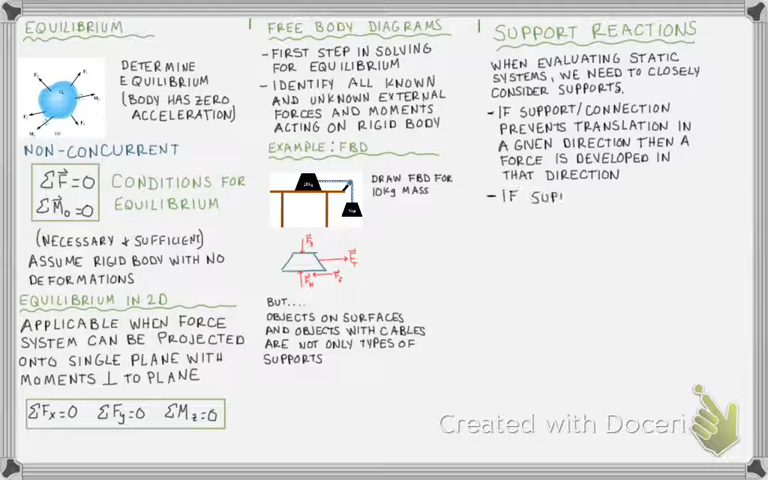 EQUILIBRIUM
DETERMINE
EQUILIBRIUM
(BODY HAS ZERO
ACCELERATION)
NON-CONCURRENT
ΣF⃗=0
ΣM⃗₀=0
CONDITIONS FOR
EQUILIBRIUM
(NECESSARY + SUFFICIENT)
ASSUME RIGID BODY WITH NO
DEFORMATIONS
EQUILIBRIUM IN 2D
APPLICABLE WHEN FORCE
SYSTEM CAN BE PROJECTED
ONTO SINGLE PLANE WITH
MOMENTS ⊥ TO PLANE
ΣFx=0 ΣFy=0 ΣMz=0
FREE BODY DIAGRAMS
-FIRST STEP IN SOLVING
FOR EQUILIBRIUM
-IDENTIFY ALL KNOWN
AND UNKNOWN EXTERNAL
FORCES AND MOMENTS
ACTING ON RIGID BODY
EXAMPLE: FBD
DRAW FBD FOR
10Kg MASS
BUT....
OBJECTS ON SURFACES
AND OBJECTS WITH CABLES
ARE NOT ONLY TYPES OF
SUPPORTS
SUPPORT REACTIONS
WHEN EVALUATING STATIC
SYSTEMS, WE NEED TO CLOSELY
CONSIDER SUPPORTS.
-IF SUPPORT/CONNECTION
PREVENTS TRANSLATION IN
A GIVEN DIRECTION THEN A
FORCE IS DEVELOPED IN
THAT DIRECTION
-IF SUP
Created with Doceri